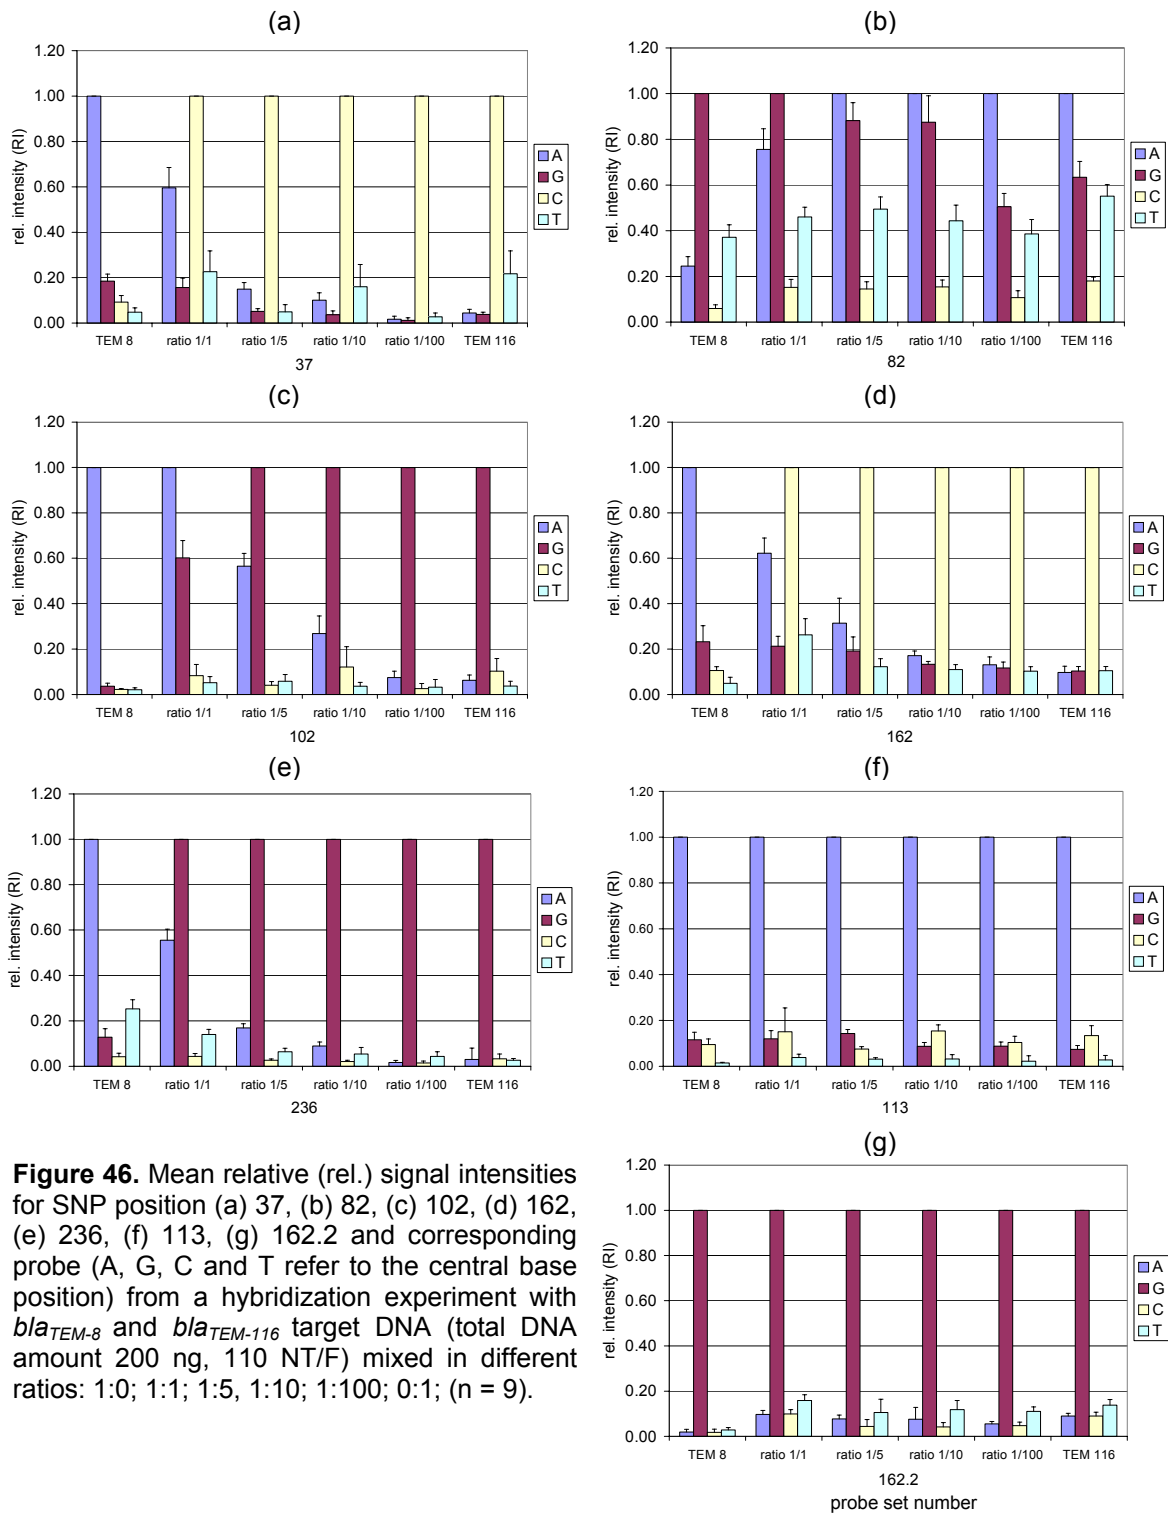 (a)
1.20
1.00
0.80
0.60
0.40
0.20
0.00
rel. intensity (RI)
TEM 8 ratio 1/1 ratio 1/5 ratio 1/10 ratio 1/100 TEM 116
37
A
G
C
T
(b)
1.20
1.00
0.80
0.60
0.40
0.20
0.00
rel. intensity (RI)
TEM 8 ratio 1/1 ratio 1/5 ratio 1/10 ratio 1/100 TEM 116
82
A
G
C
T
(c)
1.20
1.00
0.80
0.60
0.40
0.20
0.00
rel. intensity (RI)
TEM 8 ratio 1/1 ratio 1/5 ratio 1/10 ratio 1/100 TEM 116
102
A
G
C
T
(d)
1.20
1.00
0.80
0.60
0.40
0.20
0.00
rel. intensity (RI)
TEM 8 ratio 1/1 ratio 1/5 ratio 1/10 ratio 1/100 TEM 116
162
A
G
C
T
(e)
1.20
1.00
0.80
0.60
0.40
0.20
0.00
rel. intensity (RI)
TEM 8 ratio 1/1 ratio 1/5 ratio 1/10 ratio 1/100 TEM 116
236
A
G
C
T
(f)
1.20
1.00
0.80
0.60
0.40
0.20
0.00
rel. intensity (RI)
TEM 8 ratio 1/1 ratio 1/5 ratio 1/10 ratio 1/100 TEM 116
113
A
G
C
T
(g)
1.20
1.00
0.80
0.60
0.40
0.20
0.00
rel. intensity (RI)
TEM 8 ratio 1/1 ratio 1/5 ratio 1/10 ratio 1/100 TEM 116
162.2
probe set number
A
G
C
T
Figure 46. Mean relative (rel.) signal intensities
for SNP position (a) 37, (b) 82, (c) 102, (d) 162,
(e) 236, (f) 113, (g) 162.2 and corresponding
probe (A, G, C and T refer to the central base
position) from a hybridization experiment with
blaTEM-8 and blaTEM-116 target DNA (total DNA
amount 200 ng, 110 NT/F) mixed in different
ratios: 1:0; 1:1; 1:5, 1:10; 1:100; 0:1; (n = 9).